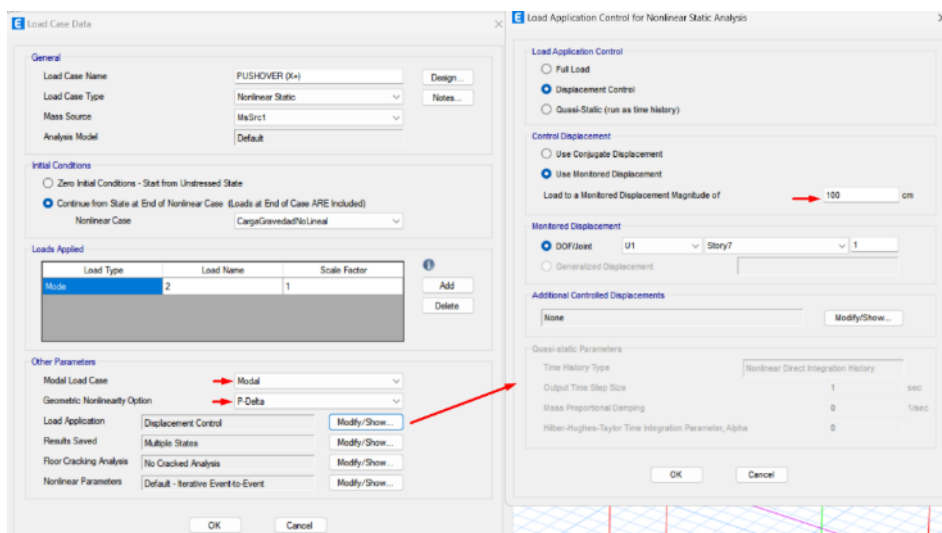 Load Case Data
General
Load Case Name PUSHOVER (X+) Design...
Load Case Type Nonlinear Static Notes...
Mass Source MsSrc1
Analysis Model Default
Initial Conditions
Zero Initial Conditions - Start from Unstressed State
Continue from State at End of Nonlinear Case (Loads at End of Case ARE Included)
Nonlinear Case CargaGravedadNoLineal
Loads Applied
Load Type Load Name Scale Factor
Mode 2 1 Add
Delete
Other Parameters
Modal Load Case Modal
Geometric Nonlinearity Option P-Delta
Load Application Displacement Control Modify/Show...
Results Saved Multiple States Modify/Show...
Floor Cracking Analysis No Cracked Analysis Modify/Show...
Nonlinear Parameters Default - Iterative Event-to-Event Modify/Show...
OK Cancel
Load Application Control for Nonlinear Static Analysis
Load Application Control
Full Load
Displacement Control
Quasi-Static (run as time history)
Control Displacement
Use Conjugate Displacement
Use Monitored Displacement
Load to a Monitored Displacement Magnitude of 100 cm
Monitored Displacement
DOF/Joint U1 Story7 1
Generalized Displacement
Additional Controlled Displacements
None Modify/Show...
Quasi-static Parameters
Time History Type Nonlinear Direct Integration History
Output Time Step Size 1 sec
Mass Proportional Damping 0 1/sec
Hilber-Hughes-Taylor Time Integration Parameter, Alpha 0
OK Cancel